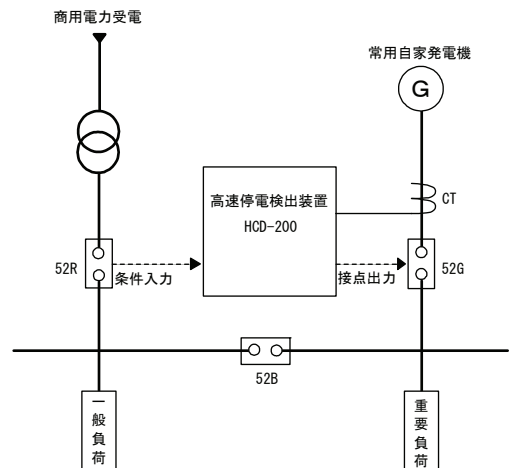 商用電力受電
常用自家発電機
G
高速停電検出装置
HCD-200
CT
52R
条件入力
接点出力
52G
52B
一般負荷
重要負荷